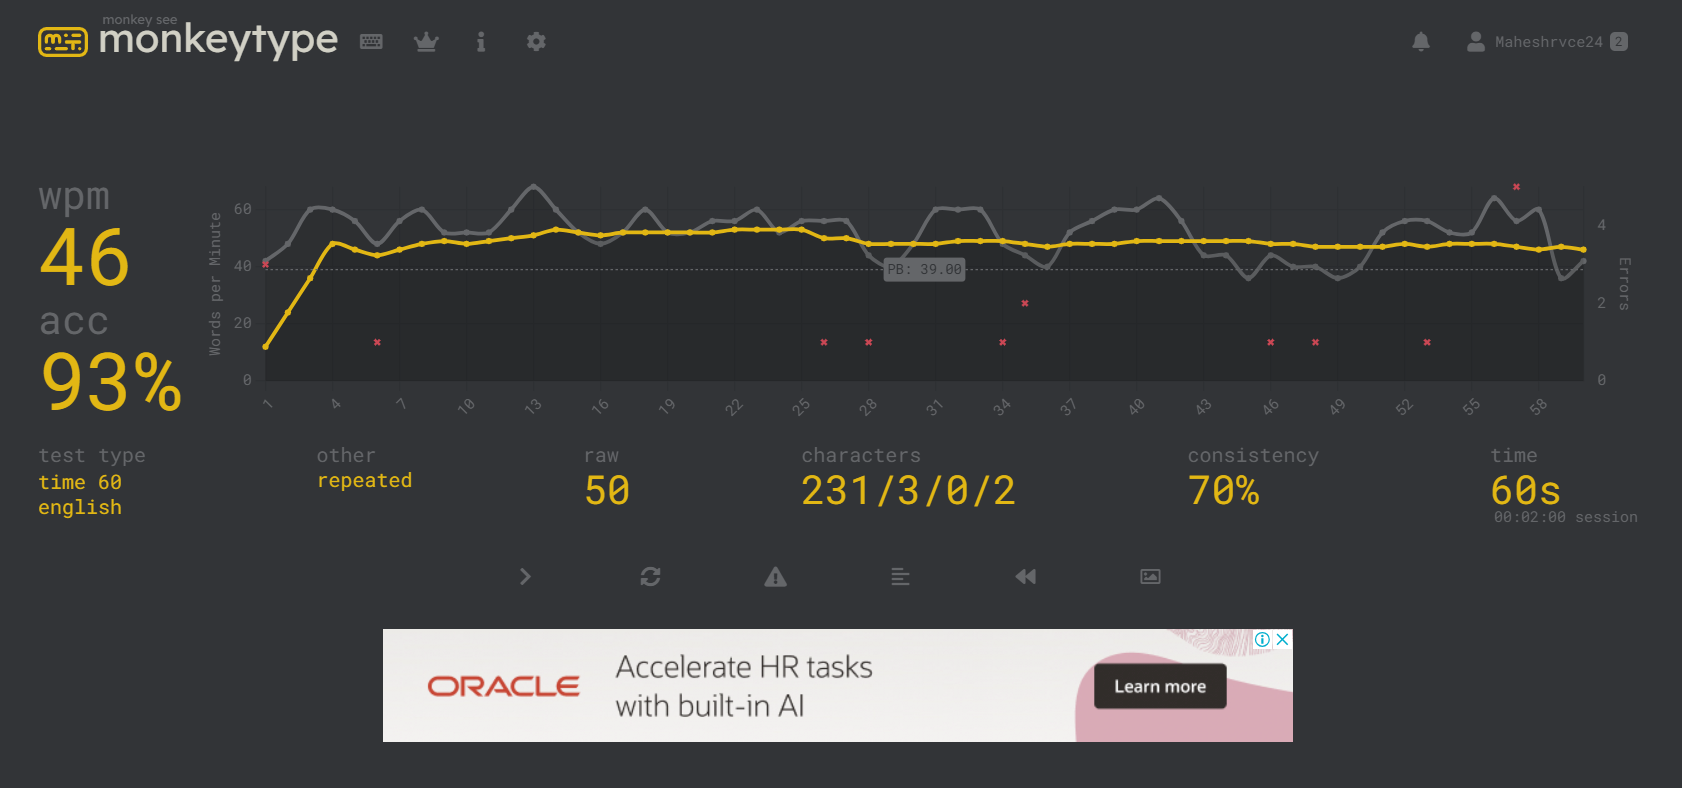 monkey see
monkeytype
Maheshrvce24 2
wpm
46
acc
93%
Words per Minute
60
40
20
0
PB: 39.00
4
2
0
Errors
1 4 7 10 13 16 19 22 25 28 31 34 37 40 43 46 49 52 55 58
test type
time 60
english
other
repeated
raw
50
characters
231/3/0/2
consistency
70%
time
60s
00:02:00 session
ORACLE
Accelerate HR tasks
with built-in AI
Learn more